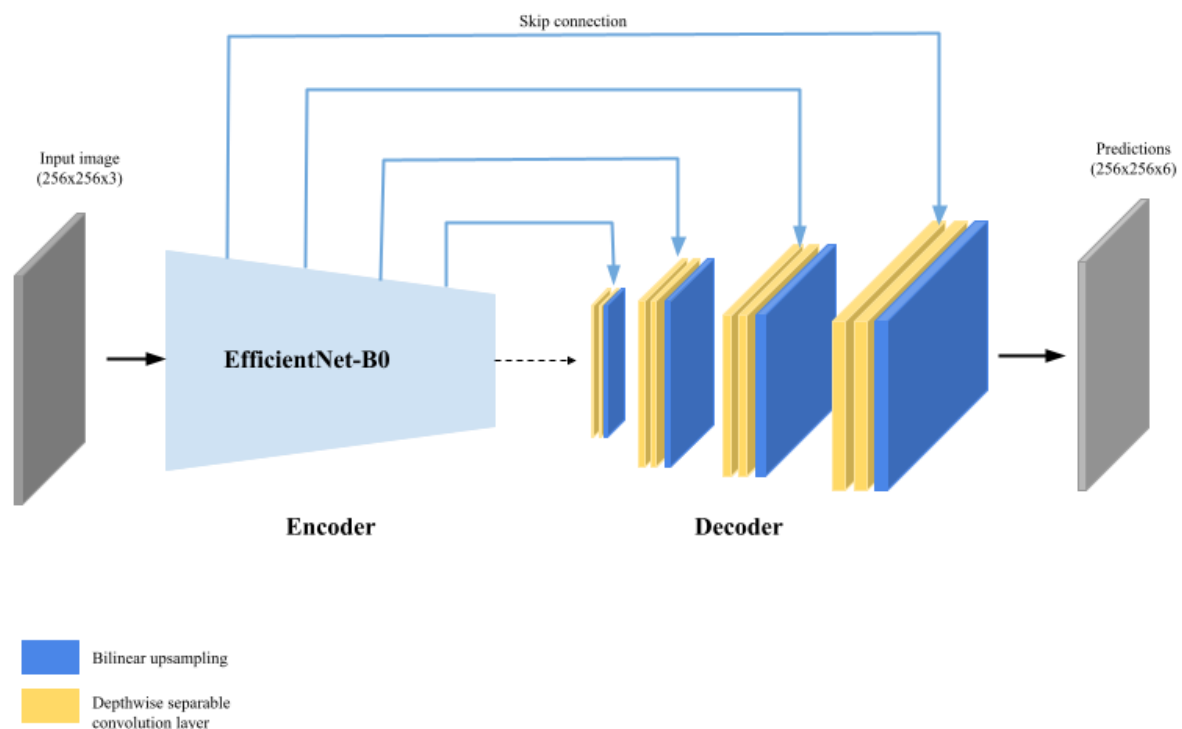 Skip connection
Input image
(256x256x3)
Predictions
(256x256x6)
EfficientNet-B0
Encoder
Decoder
Bilinear upsampling
Depthwise separable
convolution layer